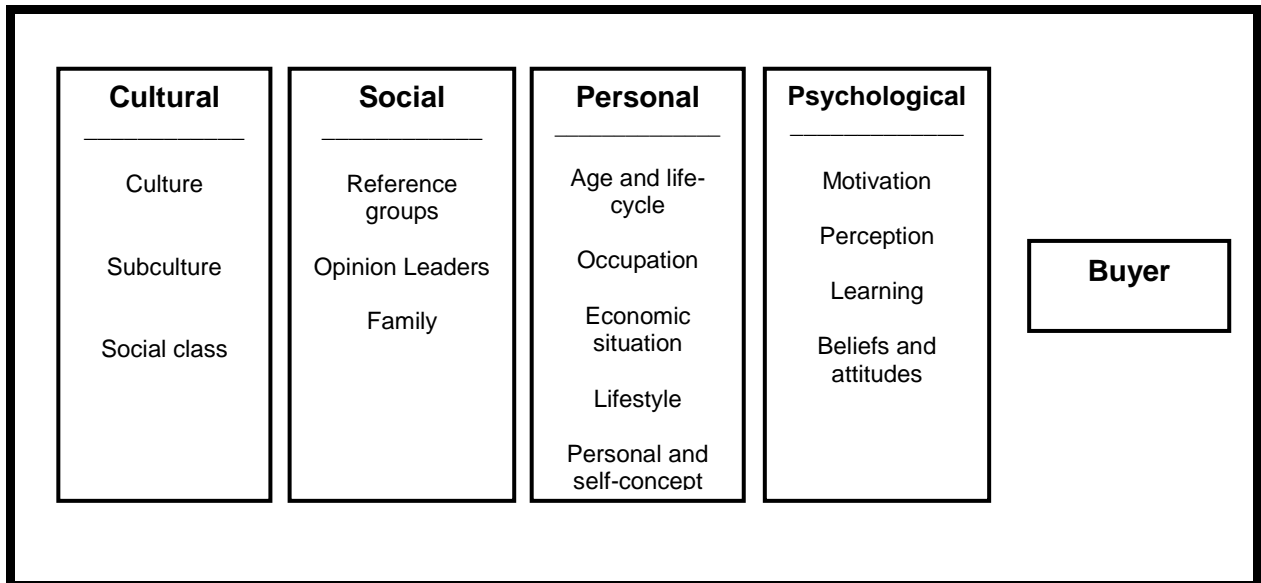 Cultural
Culture
Subculture
Social class
Social
Reference
groups
Opinion Leaders
Family
Personal
Age and life-
cycle
Occupation
Economic
situation
Lifestyle
Personal and
self-concept
Psychological
Motivation
Perception
Learning
Beliefs and
attitudes
Buyer